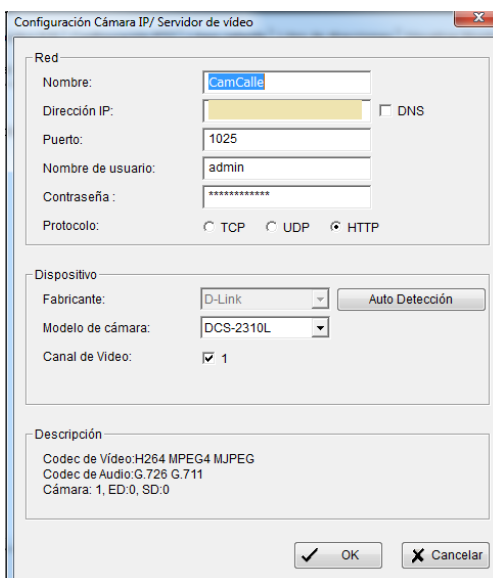 Configuración Cámara IP/ Servidor de vídeo
Red
Nombre: CamCalle
Dirección IP: DNS
Puerto: 1025
Nombre de usuario: admin
Contraseña : ************
Protocolo: TCP UDP HTTP
Dispositivo
Fabricante: D-Link Auto Detección
Modelo de cámara: DCS-2310L
Canal de Video: 1
Descripción
Codec de Vídeo:H264 MPEG4 MJPEG
Codec de Audio:G.726 G.711
Cámara: 1, ED:0, SD:0
OK Cancelar